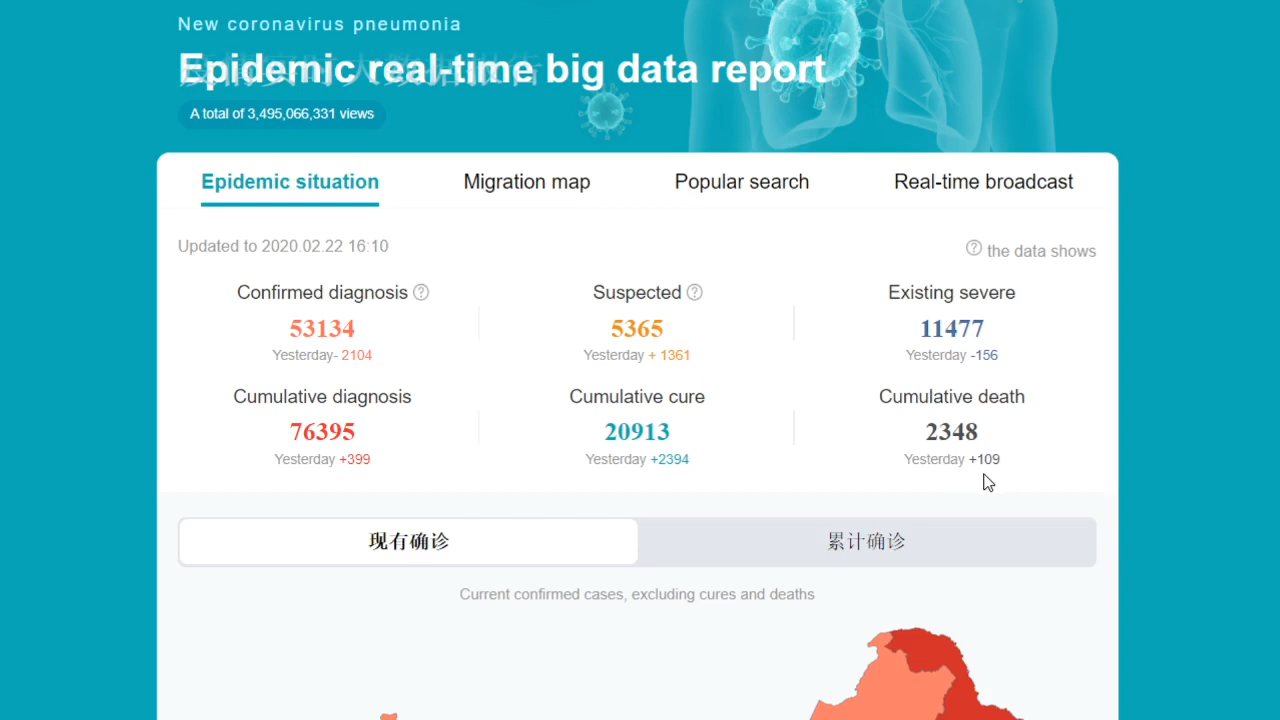 New coronavirus pneumonia
Epidemic real-time big data report
A total of 3,495,066,331 views
Epidemic situation Migration map Popular search Real-time broadcast
Updated to 2020.02.22 16:10
the data shows
Confirmed diagnosis Suspected Existing severe
53134 5365 11477
Yesterday- 2104 Yesterday + 1361 Yesterday -156
Cumulative diagnosis Cumulative cure Cumulative death
76395 20913 2348
Yesterday +399 Yesterday +2394 Yesterday +109
现有确诊 累计确诊
Current confirmed cases, excluding cures and deaths